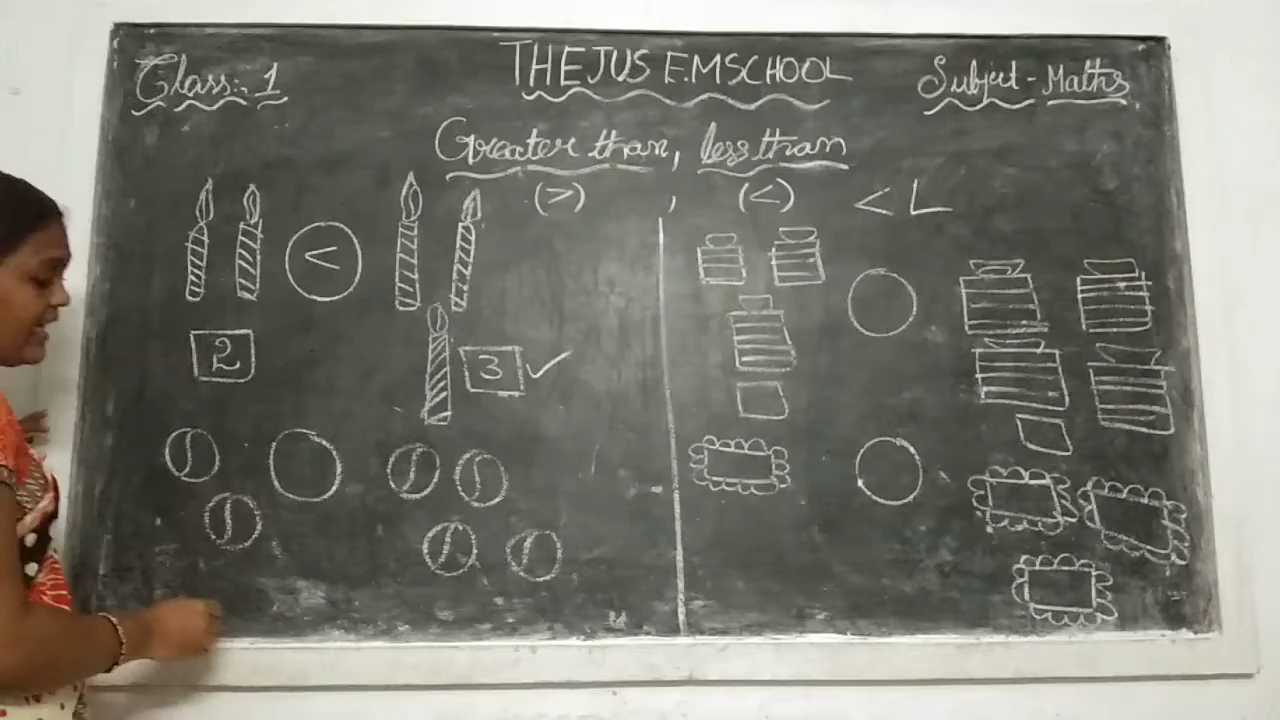 Class:- 1
THEJUS E.M SCHOOL
Subject - Maths
Greater than, less than
(>) , (<) < L
<
2
3 ✓